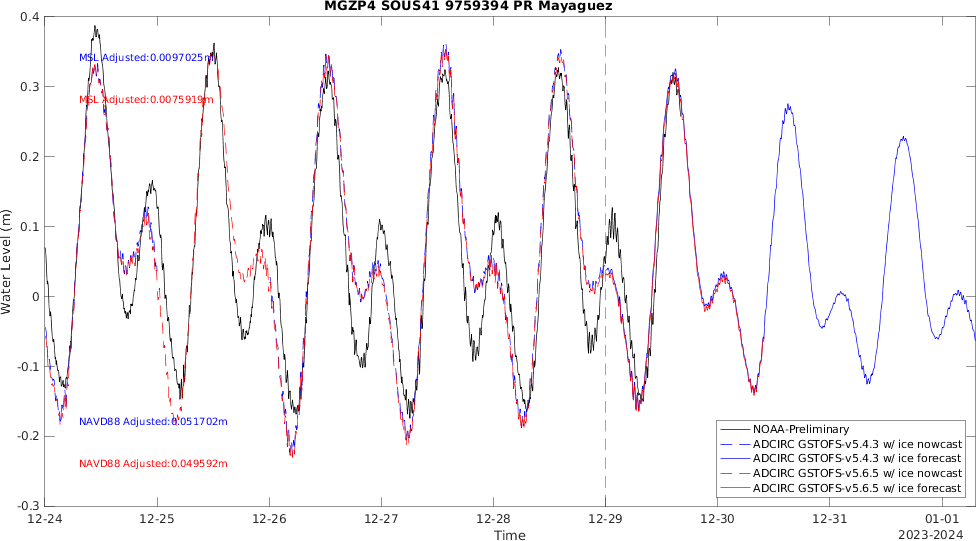 MGZP4 SOUS41 9759394 PR Mayaguez
0.4
0.3
0.2
0.1
0
-0.1
-0.2
-0.3
Water Level (m)
MSL Adjusted:0.0097025m
MSL Adjusted:0.0075919m
NAVD88 Adjusted:0.051702m
NAVD88 Adjusted:0.049592m
NOAA-Preliminary
ADCIRC GSTOFS-v5.4.3 w/ ice nowcast
ADCIRC GSTOFS-v5.4.3 w/ ice forecast
ADCIRC GSTOFS-v5.6.5 w/ ice nowcast
ADCIRC GSTOFS-v5.6.5 w/ ice forecast
12-24 12-25 12-26 12-27 12-28 12-29 12-30 12-31 01-01
Time
2023-2024